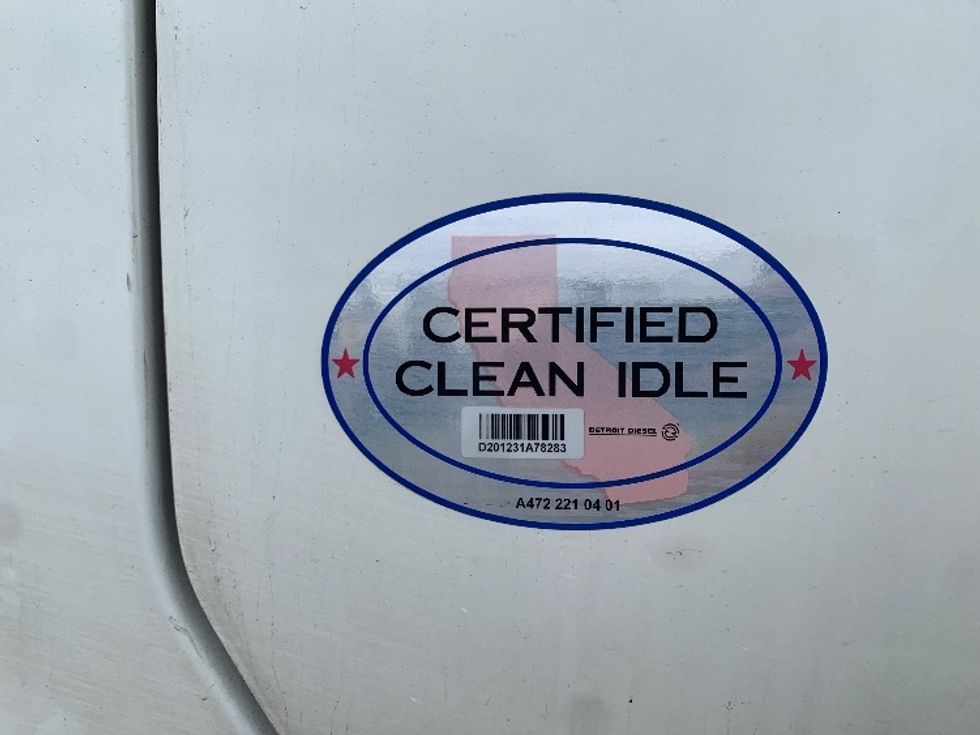 CERTIFIED
CLEAN IDLE
D201231A78283
DETROIT DIESEL
A472 221 04 01